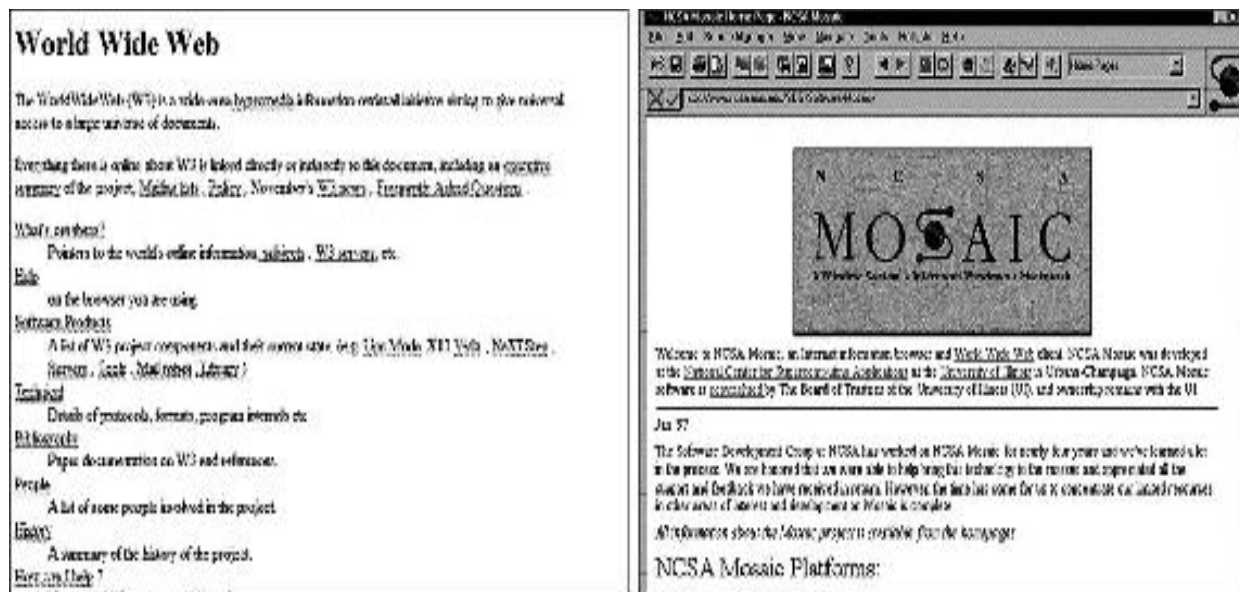 World Wide Web
The WorldWideWeb (W3) is a wide-area hypermedia information retrieval initiative aiming to give universal
access to a large universe of documents.
Everything there is online about W3 is linked directly or indirectly to this document, including an executive
summary of the project, Mailing lists , Policy , November's W3 news , Frequently Asked Questions .
What's out there?
Pointers to the world's online information, subjects , W3 servers, etc.
Help
on the browser you are using
Software Products
A list of W3 project components and their current state. (e.g. Line Mode ,X11 Viola , NeXTStep ,
Servers , Tools , Mail robot , Library )
Technical
Details of protocols, formats, program internals etc
Bibliography
Paper documentation on W3 and references.
People
A list of some people involved in the project.
History
A summary of the history of the project.
How can I help ?
NCSA Mosaic Home Page - NCSA Mosaic
Home Pages
N C S A
MOSAIC
X Window System • Microsoft Windows • Macintosh
Welcome to NCSA Mosaic, an Internet information browser and World Wide Web client. NCSA Mosaic was developed
at the National Center for Supercomputing Applications at the University of Illinois in Urbana-Champaign. NCSA Mosaic
software is copyrighted by The Board of Trustees of the University of Illinois (UI), and ownership remains with the UI.
Jan '97
The Software Development Group at NCSA has worked on NCSA Mosaic for nearly four years and we've learned a lot
in the process. We are honored that we were able to help bring this technology to the masses and appreciated all the
support and feedback we have received in return. However, the time has come for us to concentrate our limited resources
in other areas of interest and development on Mosaic is complete.
All information about the Mosaic project is available from the homepages.
NCSA Mosaic Platforms: